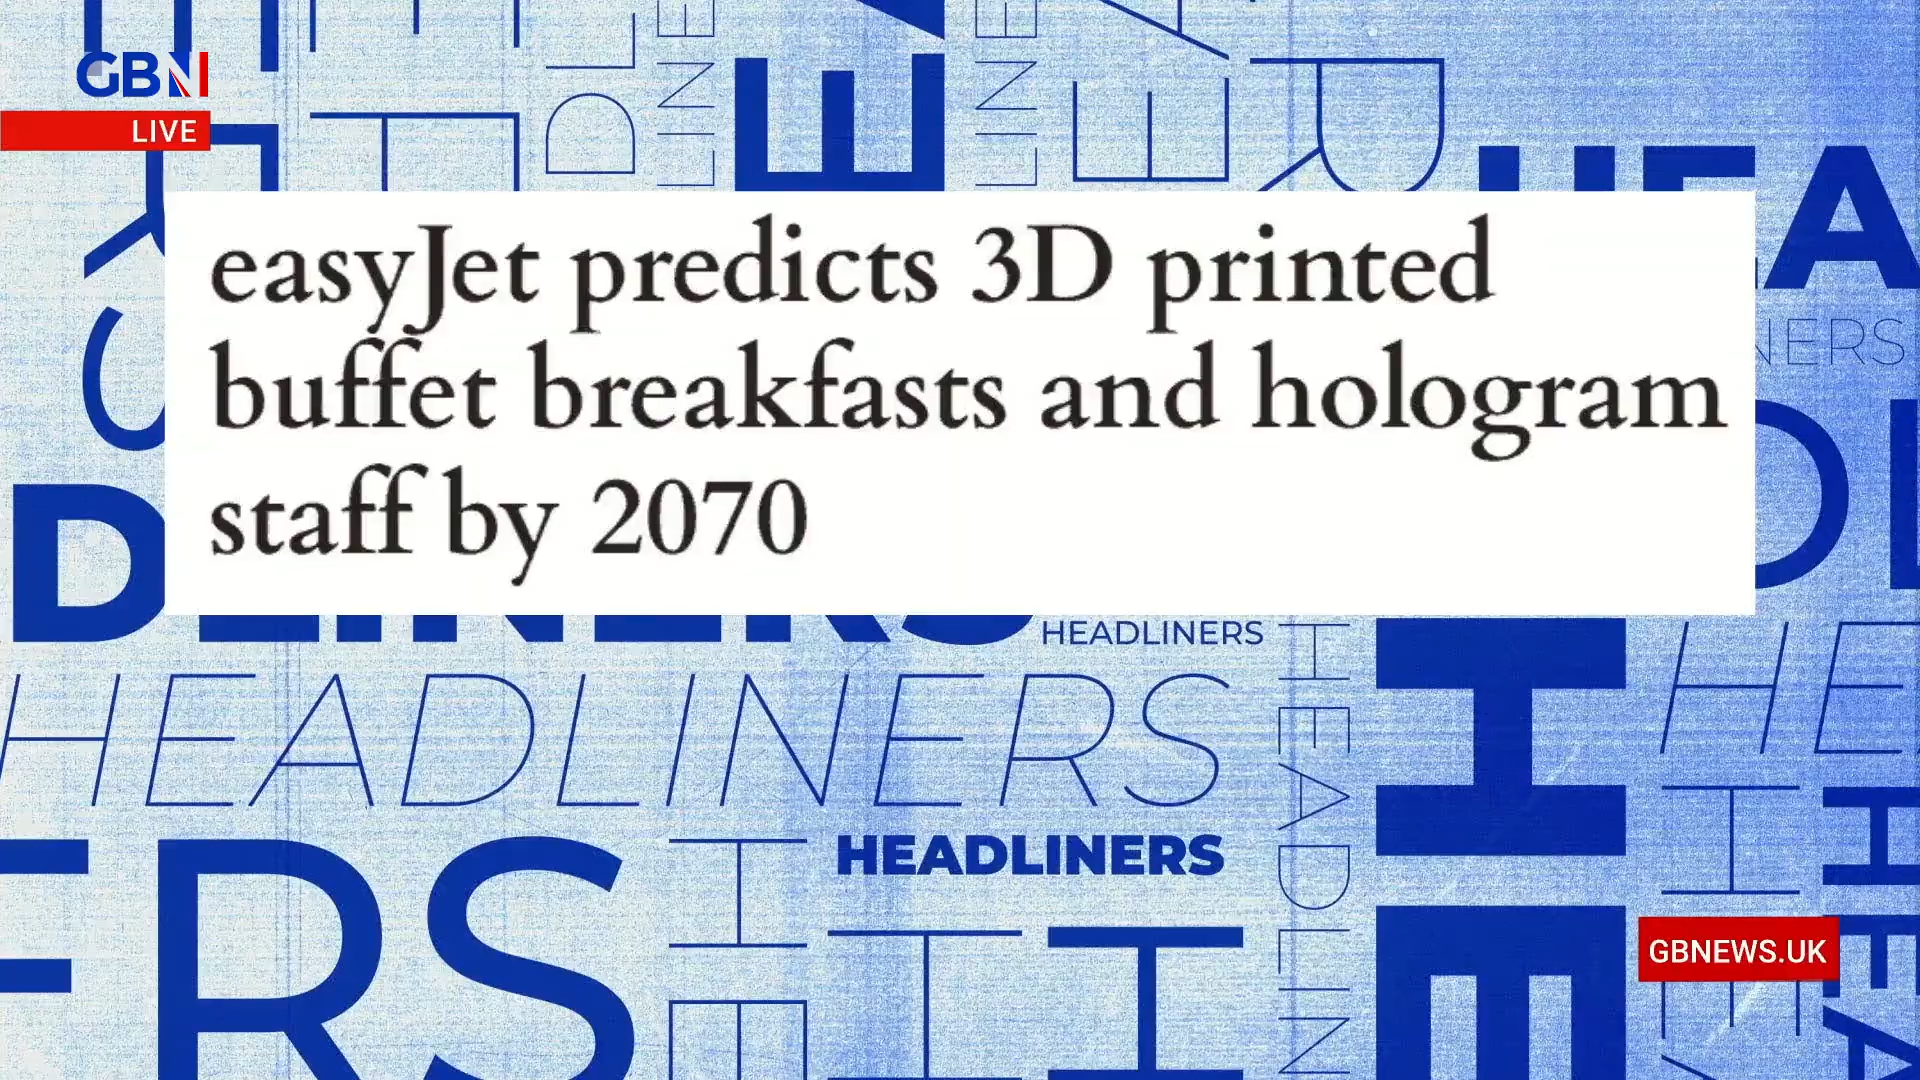 GBN
LIVE
easyJet predicts 3D printed
buffet breakfasts and hologram
staff by 2070
HEADLINERS
HEADLINERS
HEADLINERS
GBNEWS.UK